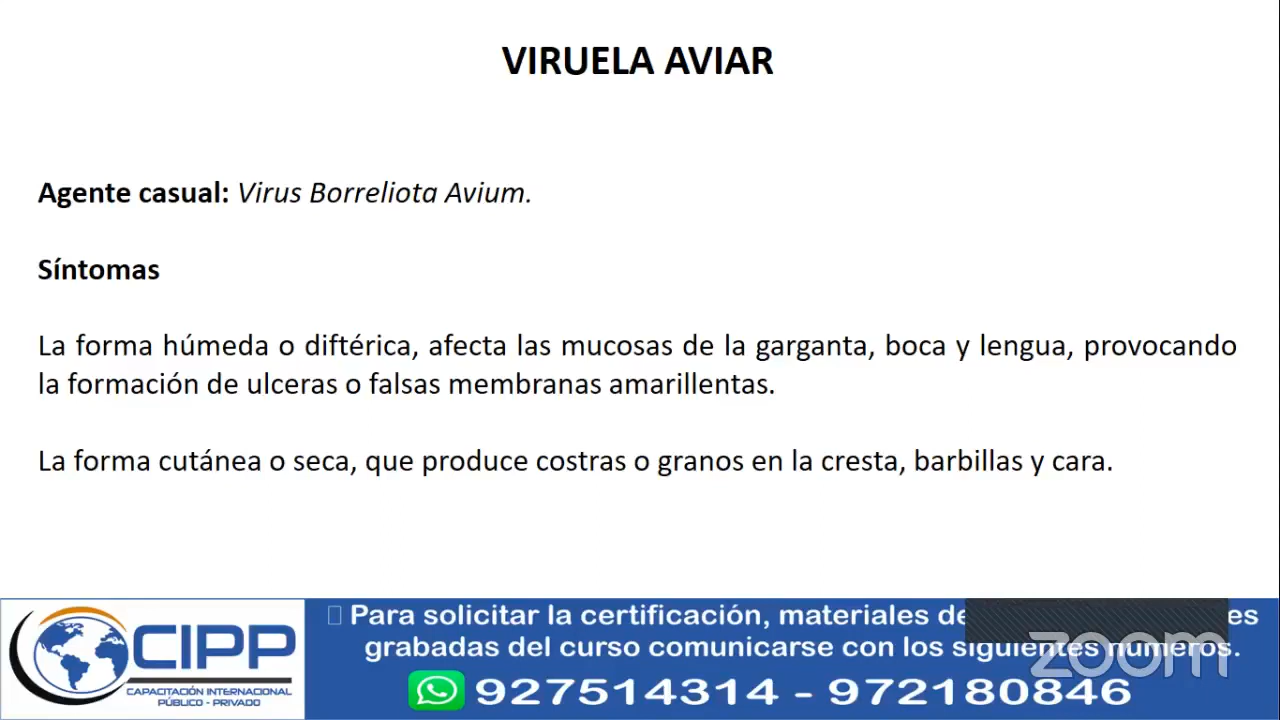 VIRUELA AVIAR
Agente casual: Virus Borreliota Avium.
Síntomas
La forma húmeda o diftérica, afecta las mucosas de la garganta, boca y lengua, provocando
la formación de ulceras o falsas membranas amarillentas.
La forma cutánea o seca, que produce costras o granos en la cresta, barbillas y cara.
CIPP
CAPACITACIÓN INTERNACIONAL
PÚBLICO - PRIVADO
Para solicitar la certificación, materiales
grabadas del curso comunicarse con los siguientes números.
927514314 - 972180846
zoom